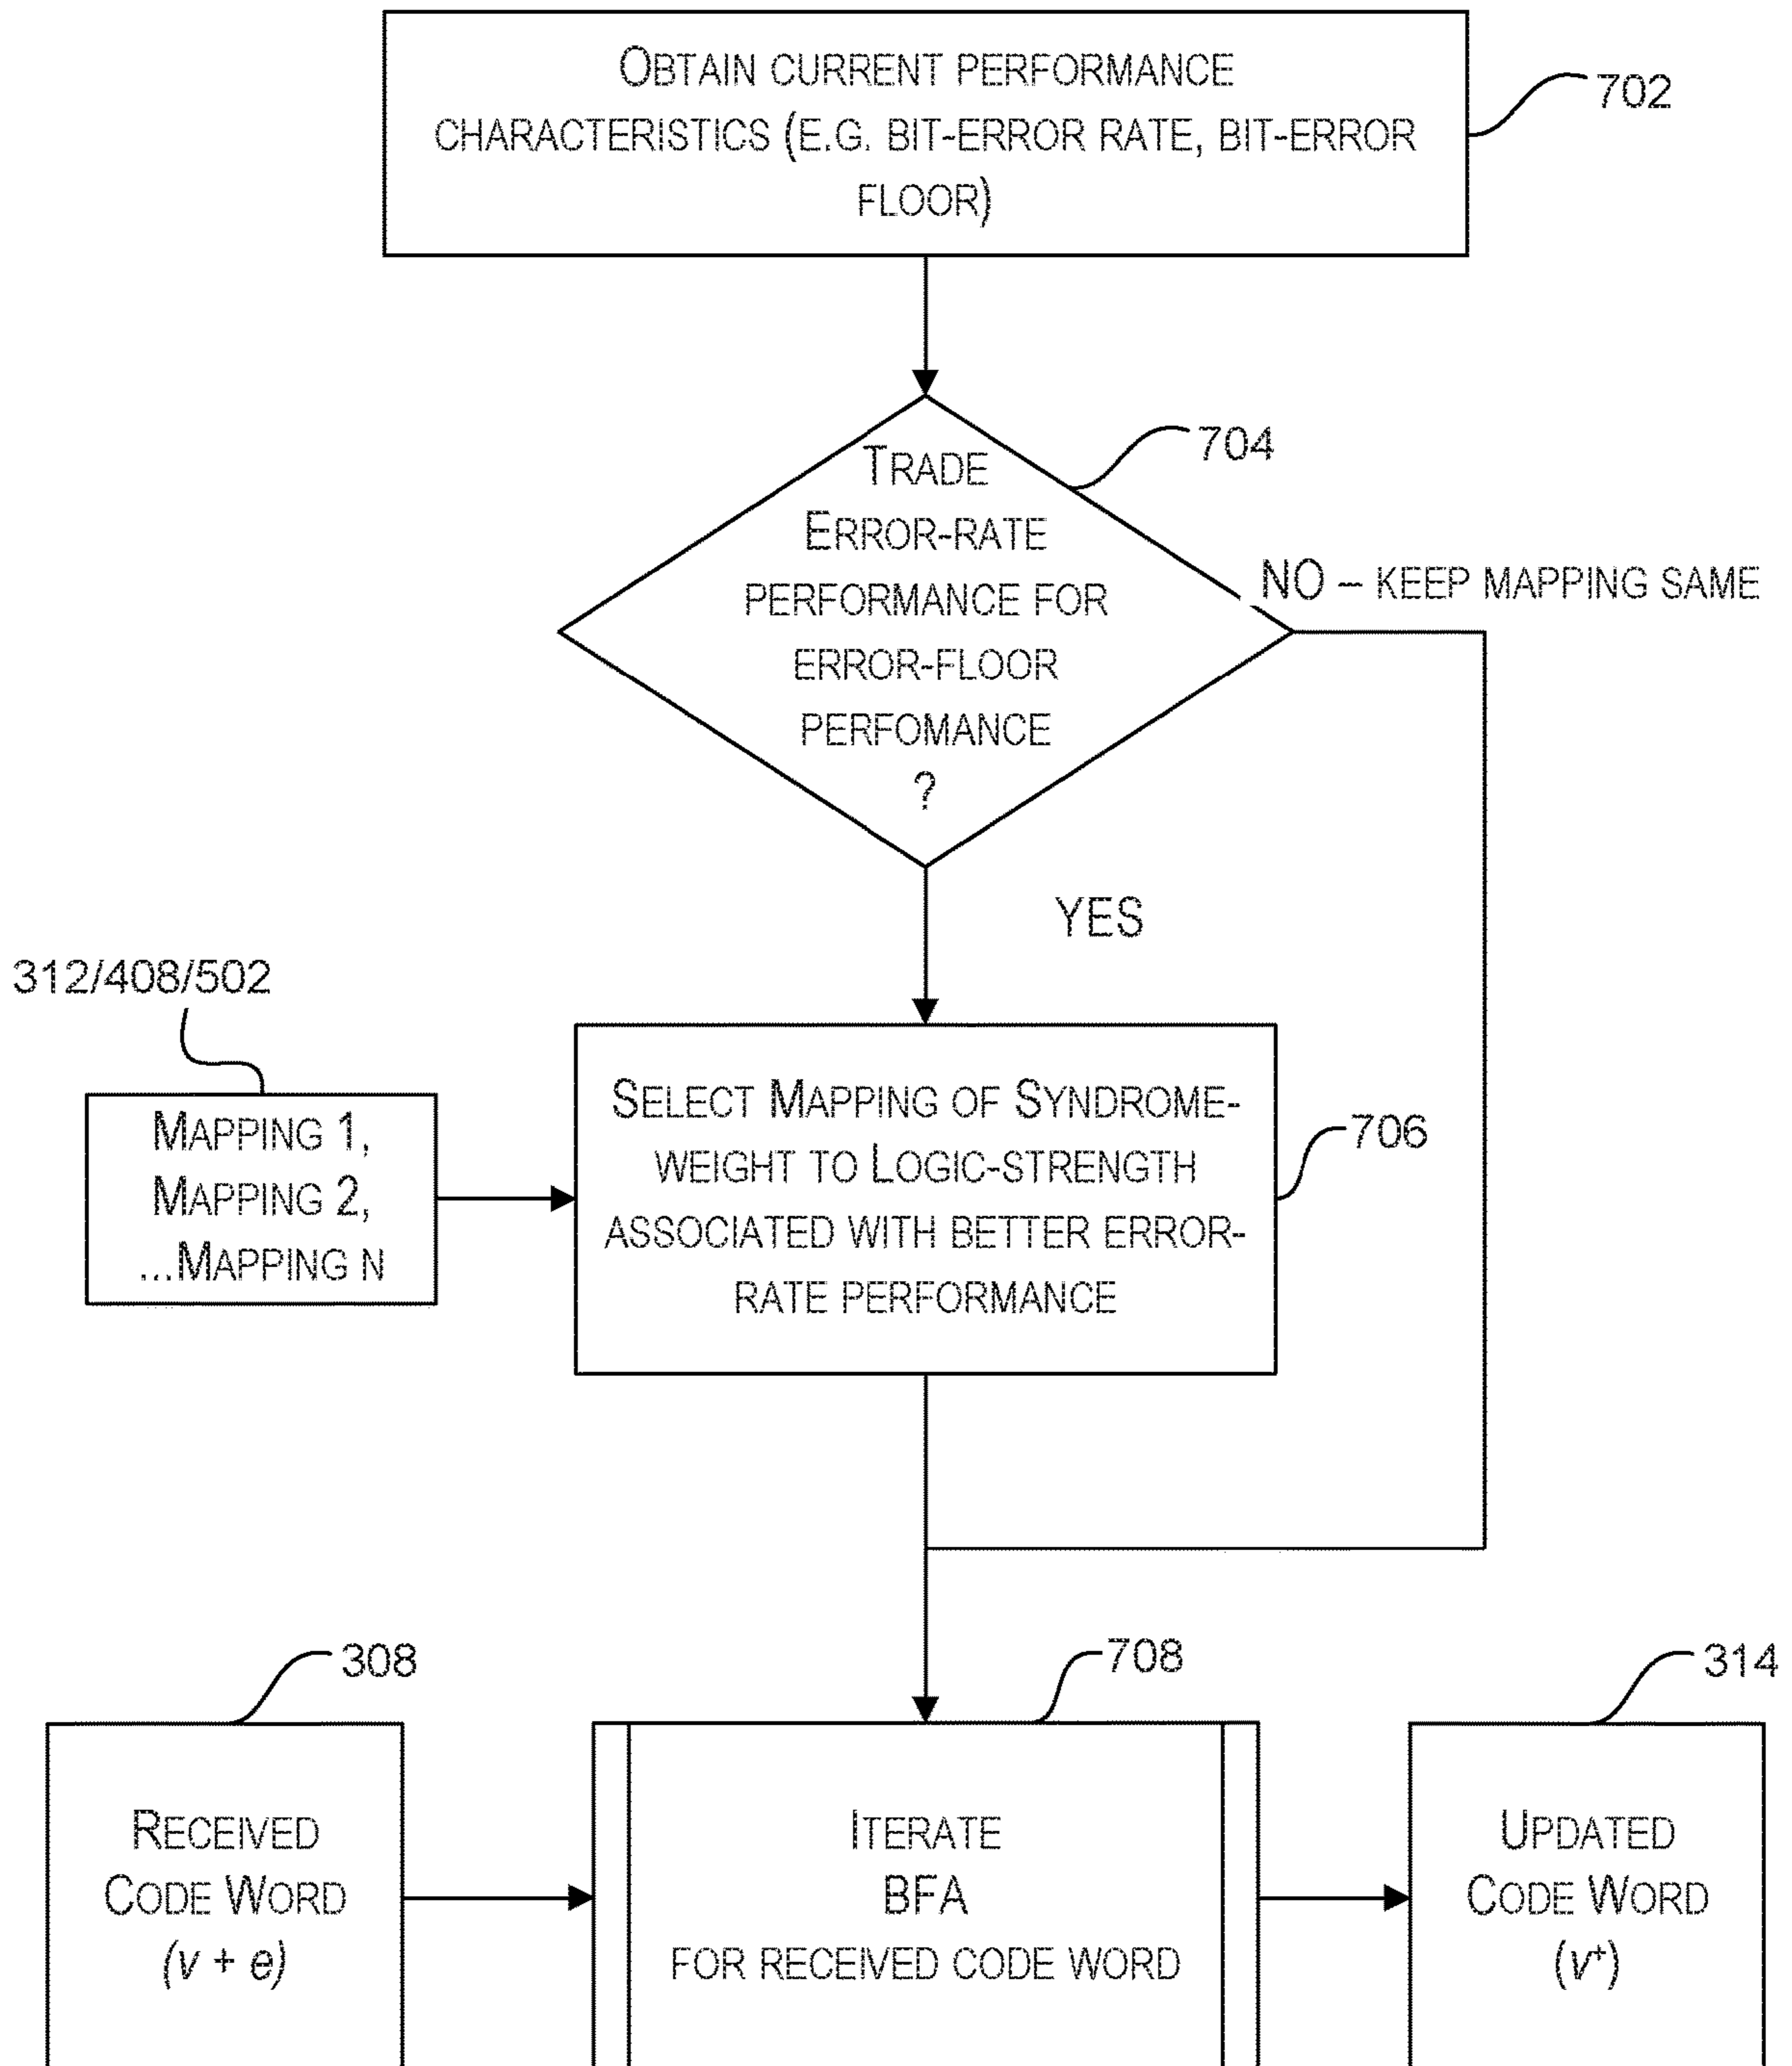 OBTAIN CURRENT PERFORMANCE
CHARACTERISTICS (E.G. BIT-ERROR RATE, BIT-ERROR
FLOOR)
702
704
TRADE
ERROR-RATE
PERFORMANCE FOR
ERROR-FLOOR
PERFOMANCE
?
NO – KEEP MAPPING SAME
YES
312/408/502
MAPPING 1,
MAPPING 2,
...MAPPING N
SELECT MAPPING OF SYNDROME-
WEIGHT TO LOGIC-STRENGTH
ASSOCIATED WITH BETTER ERROR-
RATE PERFORMANCE
706
308
708
314
RECEIVED
CODE WORD
(v + e)
ITERATE
BFA
FOR RECEIVED CODE WORD
UPDATED
CODE WORD
(v⁺)